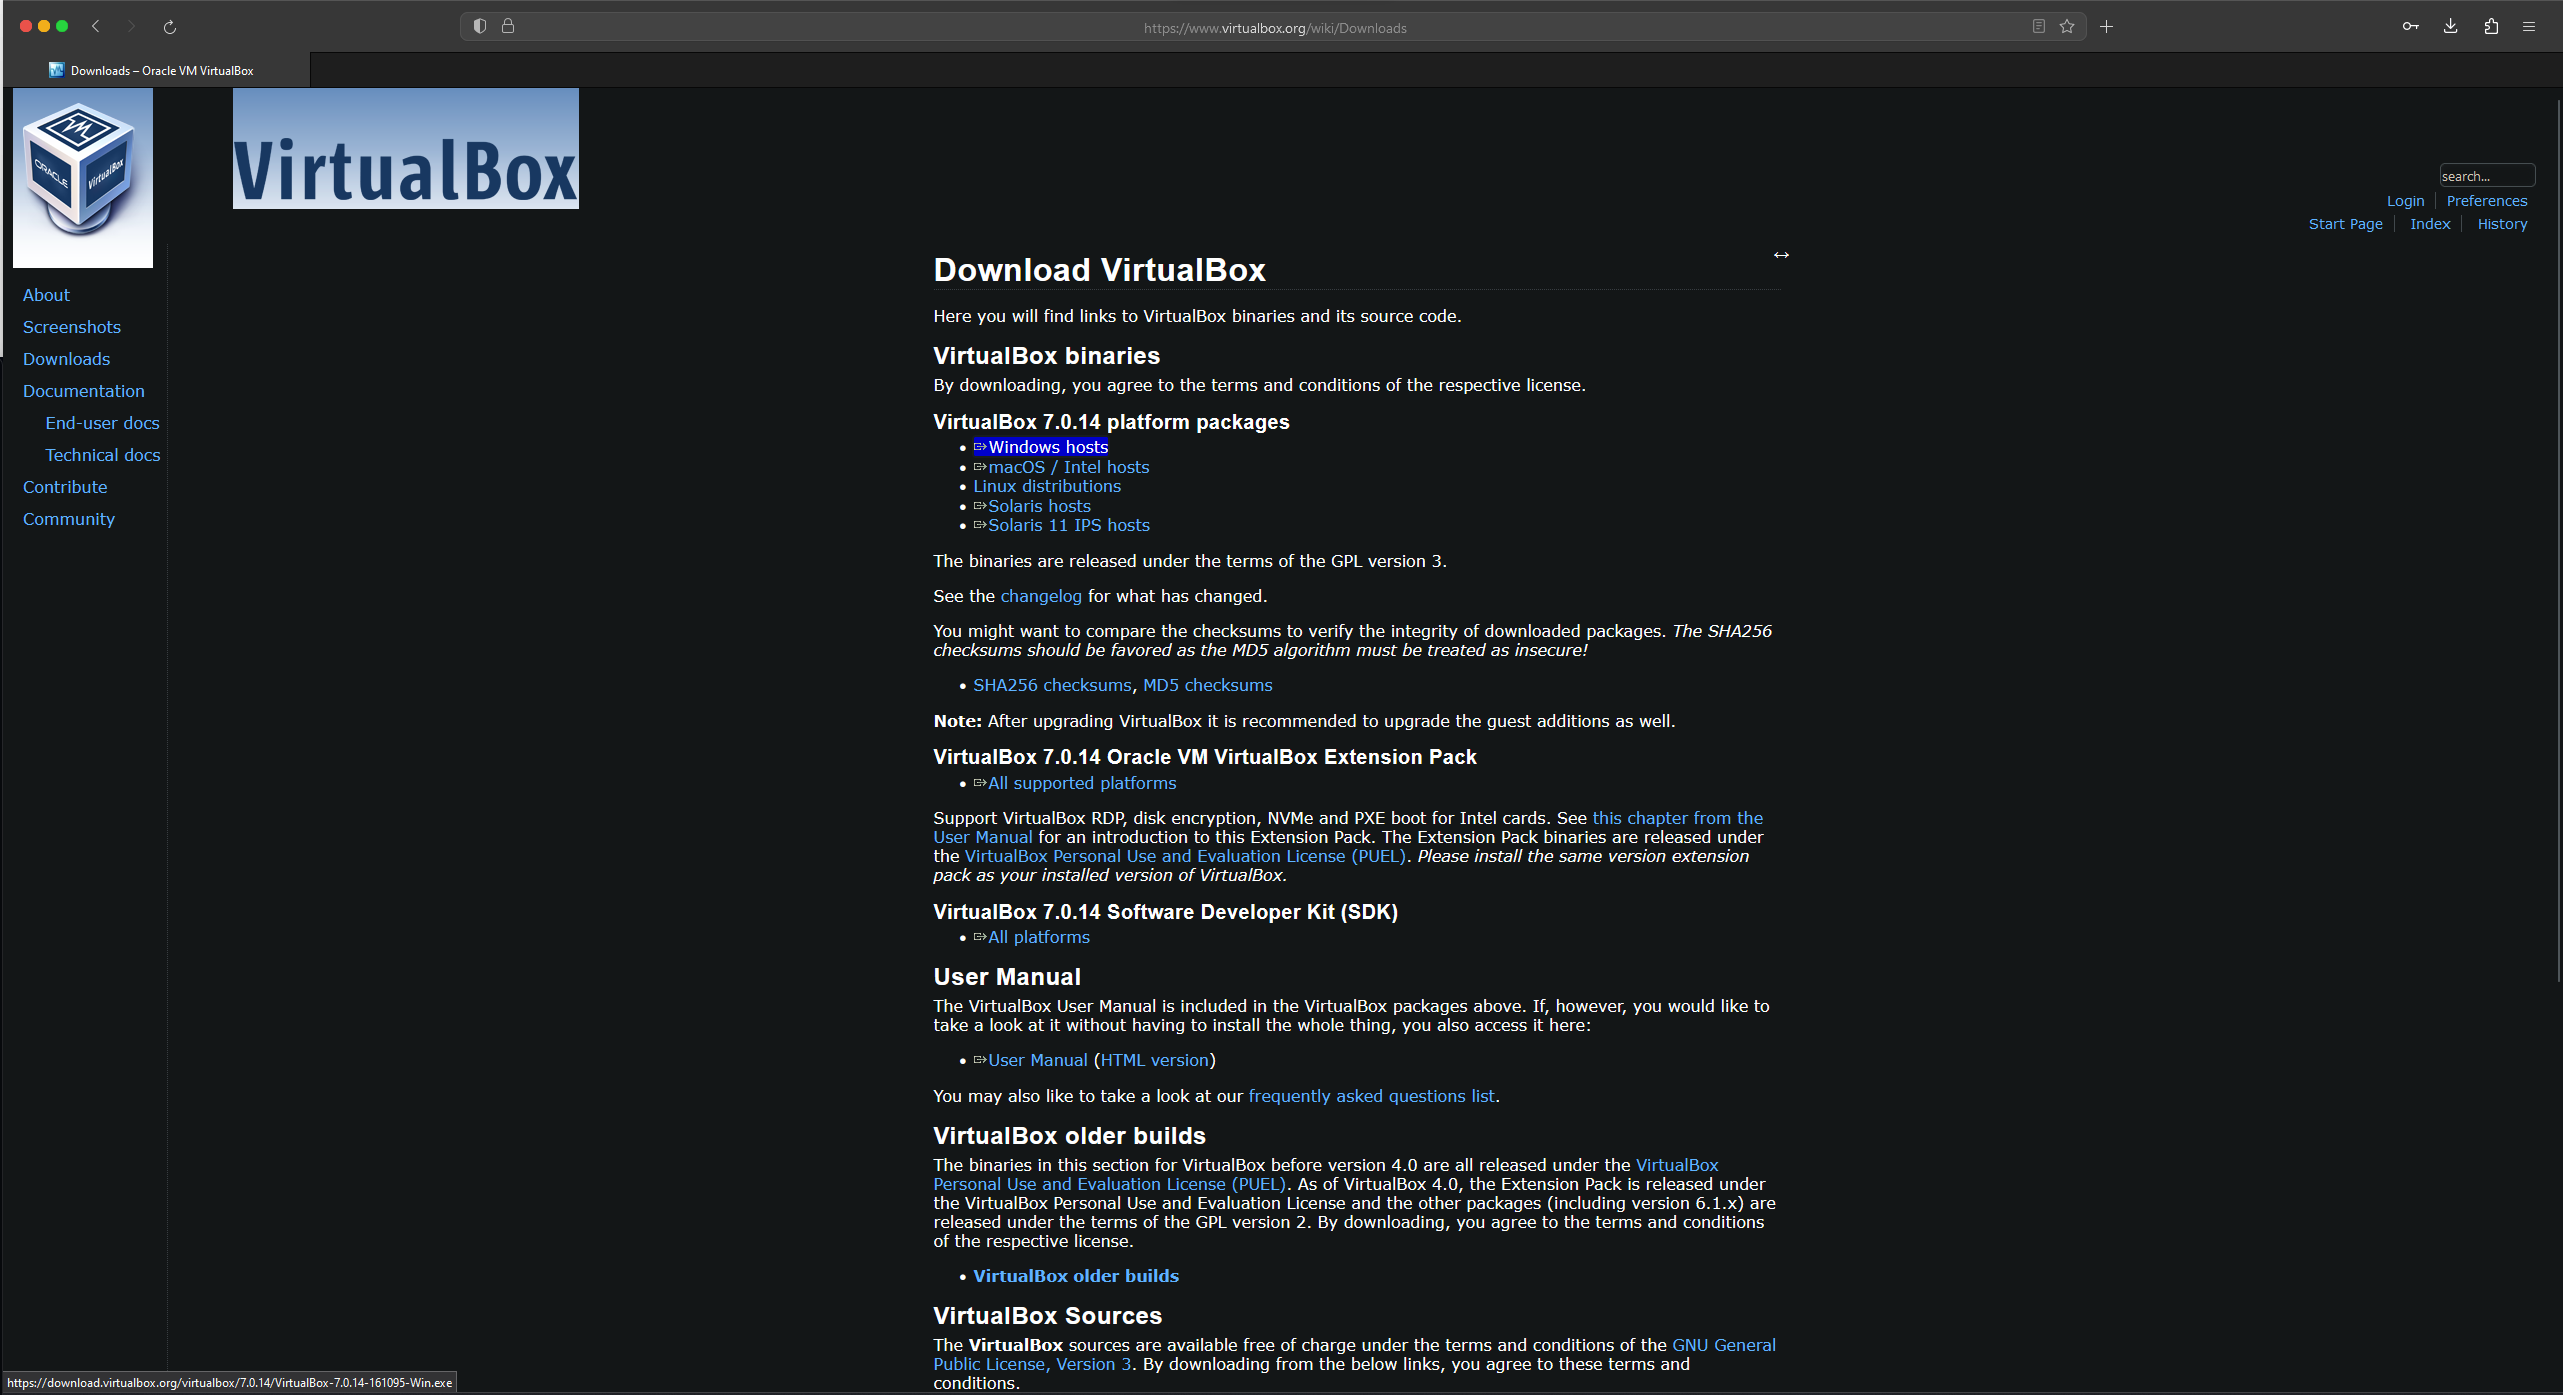 https://www.virtualbox.org/wiki/Downloads
Downloads – Oracle VM VirtualBox
ORACLE
VirtualBox
VirtualBox
search...
Login
Preferences
Start Page
Index
History
About
Screenshots
Downloads
Documentation
End-user docs
Technical docs
Contribute
Community
Download VirtualBox
Here you will find links to VirtualBox binaries and its source code.
VirtualBox binaries
By downloading, you agree to the terms and conditions of the respective license.
VirtualBox 7.0.14 platform packages
Windows hosts
macOS / Intel hosts
Linux distributions
Solaris hosts
Solaris 11 IPS hosts
The binaries are released under the terms of the GPL version 3.
See the changelog for what has changed.
You might want to compare the checksums to verify the integrity of downloaded packages. The SHA256
checksums should be favored as the MD5 algorithm must be treated as insecure!
SHA256 checksums, MD5 checksums
Note: After upgrading VirtualBox it is recommended to upgrade the guest additions as well.
VirtualBox 7.0.14 Oracle VM VirtualBox Extension Pack
All supported platforms
Support VirtualBox RDP, disk encryption, NVMe and PXE boot for Intel cards. See this chapter from the
User Manual for an introduction to this Extension Pack. The Extension Pack binaries are released under
the VirtualBox Personal Use and Evaluation License (PUEL). Please install the same version extension
pack as your installed version of VirtualBox.
VirtualBox 7.0.14 Software Developer Kit (SDK)
All platforms
User Manual
The VirtualBox User Manual is included in the VirtualBox packages above. If, however, you would like to
take a look at it without having to install the whole thing, you also access it here:
User Manual (HTML version)
You may also like to take a look at our frequently asked questions list.
VirtualBox older builds
The binaries in this section for VirtualBox before version 4.0 are all released under the VirtualBox
Personal Use and Evaluation License (PUEL). As of VirtualBox 4.0, the Extension Pack is released under
the VirtualBox Personal Use and Evaluation License and the other packages (including version 6.1.x) are
released under the terms of the GPL version 2. By downloading, you agree to the terms and conditions
of the respective license.
VirtualBox older builds
VirtualBox Sources
The VirtualBox sources are available free of charge under the terms and conditions of the GNU General
Public License, Version 3. By downloading from the below links, you agree to these terms and
conditions.
https://download.virtualbox.org/virtualbox/7.0.14/VirtualBox-7.0.14-161095-Win.exe